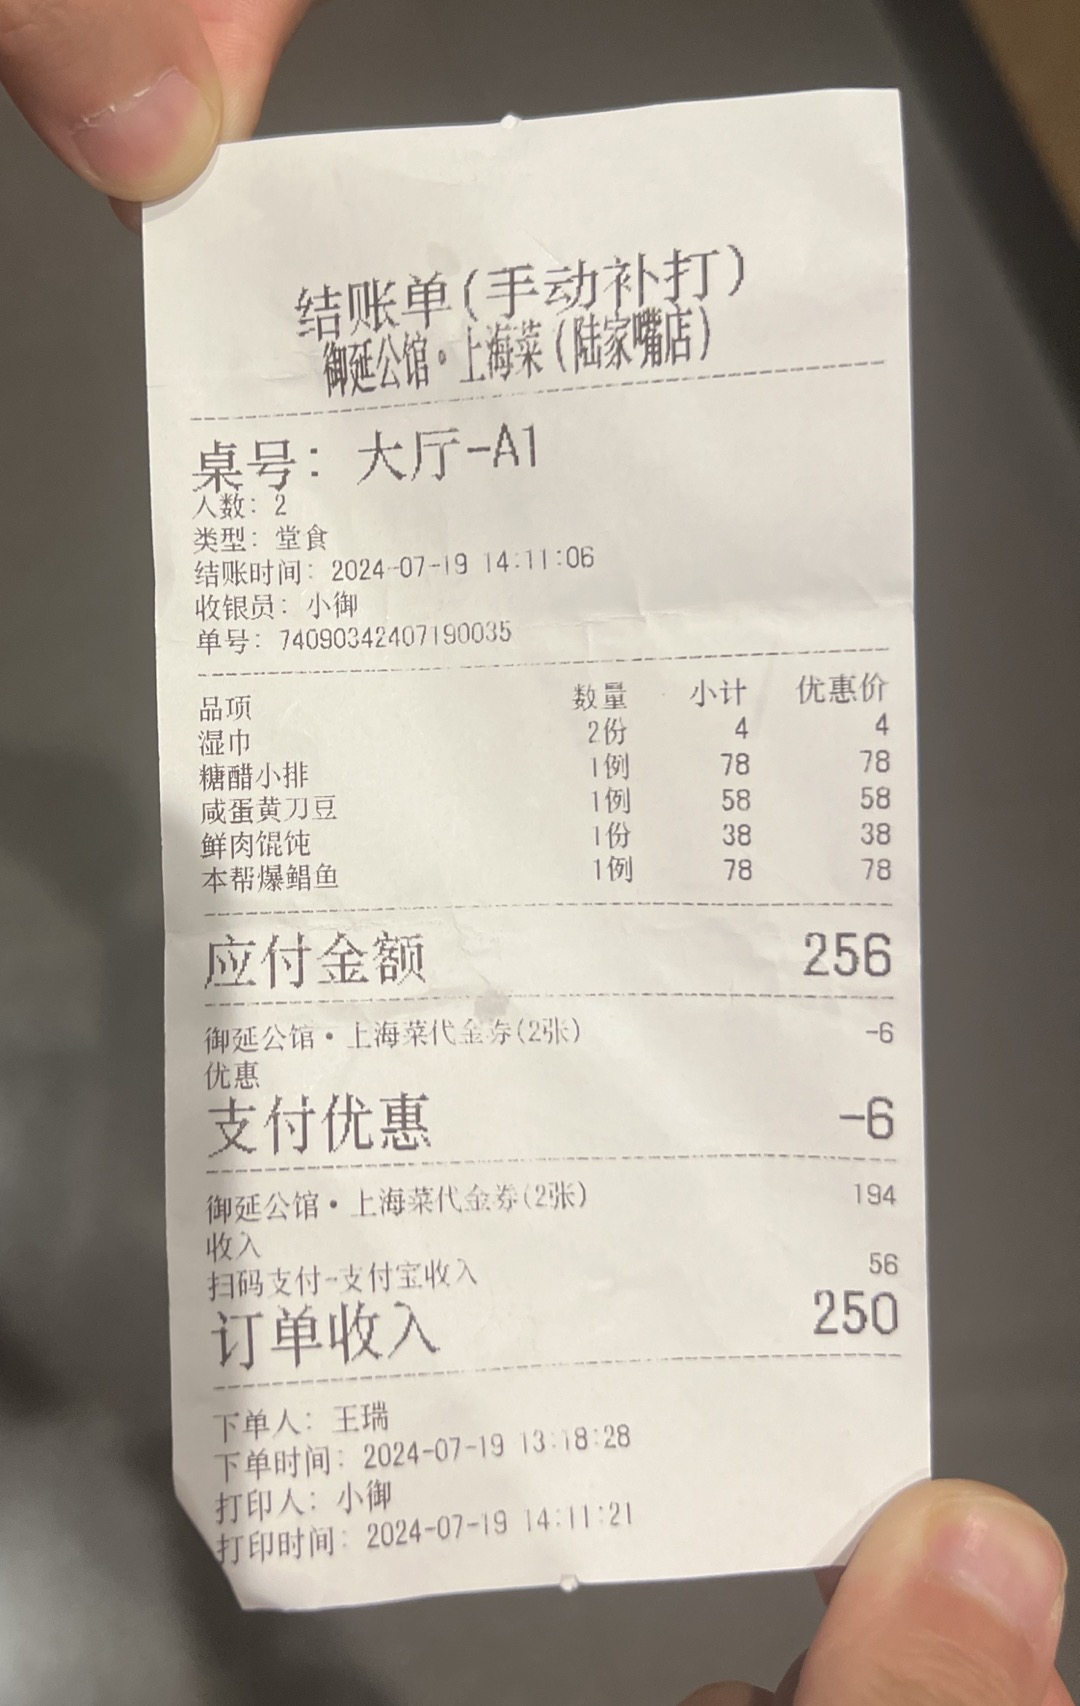 结账单(手动补打)
御延公馆·上海菜(陆家嘴店)
桌号: 大厅-A1
人数: 2
类型: 堂食
结账时间: 2024-07-19 14:11:06
收银员: 小御
单号: 74090342407190035
品项 数量 小计 优惠价
湿巾 2份 4 4
糖醋小排 1例 78 78
咸蛋黄刀豆 1例 58 58
鲜肉馄饨 1份 38 38
本帮爆鲳鱼 1例 78 78
应付金额 256
御延公馆·上海菜代金券(2张) -6
优惠
支付优惠 -6
御延公馆·上海菜代金券(2张) 194
收入
扫码支付-支付宝收入 56
订单收入 250
下单人: 王瑞
下单时间: 2024-07-19 13:18:28
打印人: 小御
打印时间: 2024-07-19 14:11:21